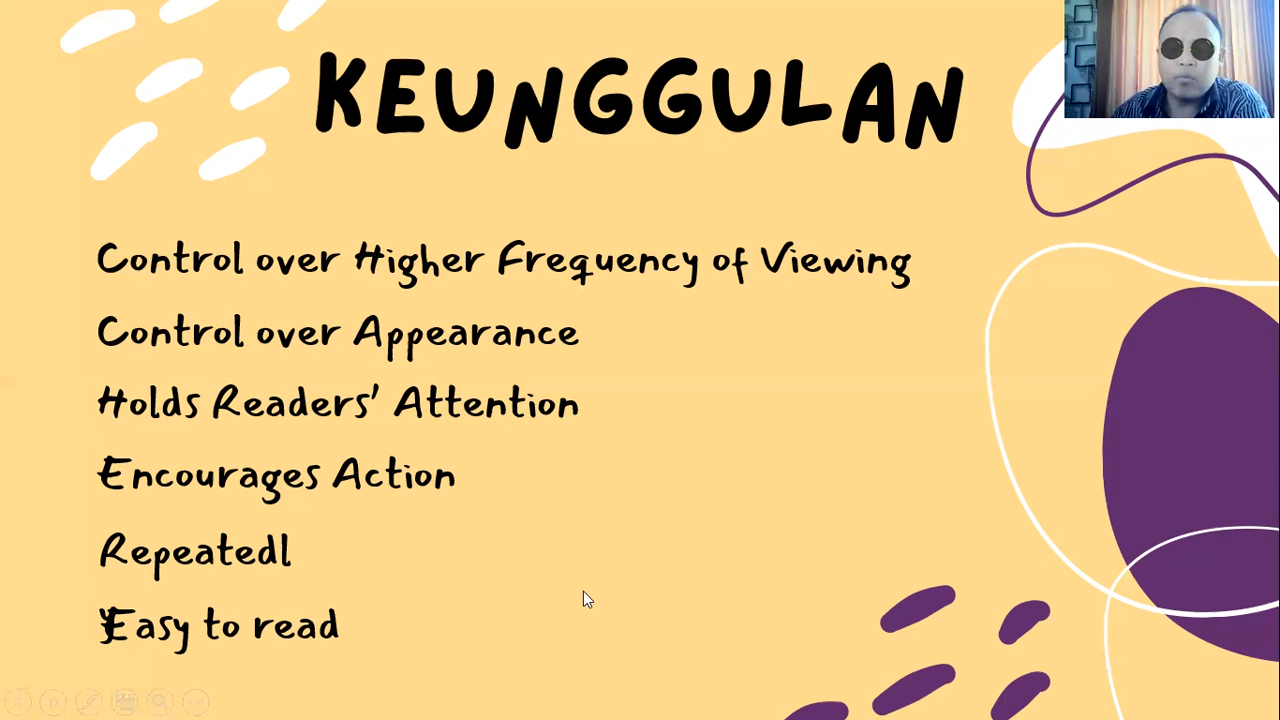 KEUNGGULAN
Control over Higher Frequency of Viewing
Control over Appearance
Holds Readers' Attention
Encourages Action
Repeatedl
y
Easy to read